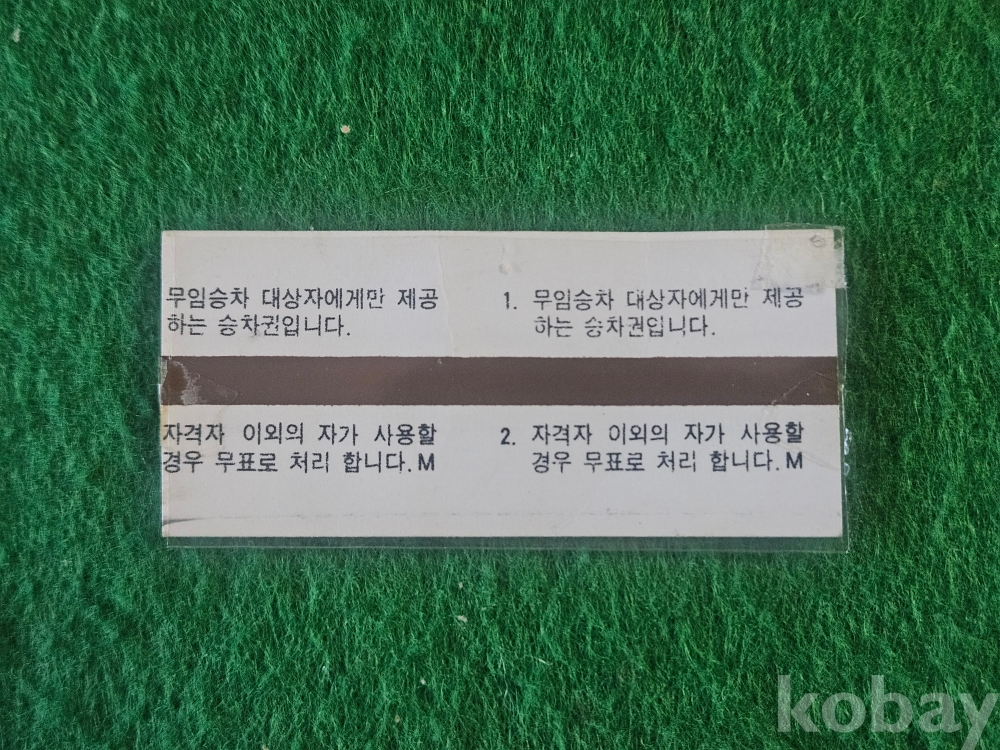 무임승차 대상자에게만 제공
하는 승차권입니다.
자격자 이외의 자가 사용할
경우 무표로 처리 합니다.M
1. 무임승차 대상자에게만 제공
하는 승차권입니다.
2. 자격자 이외의 자가 사용할
경우 무표로 처리 합니다.M
kobay